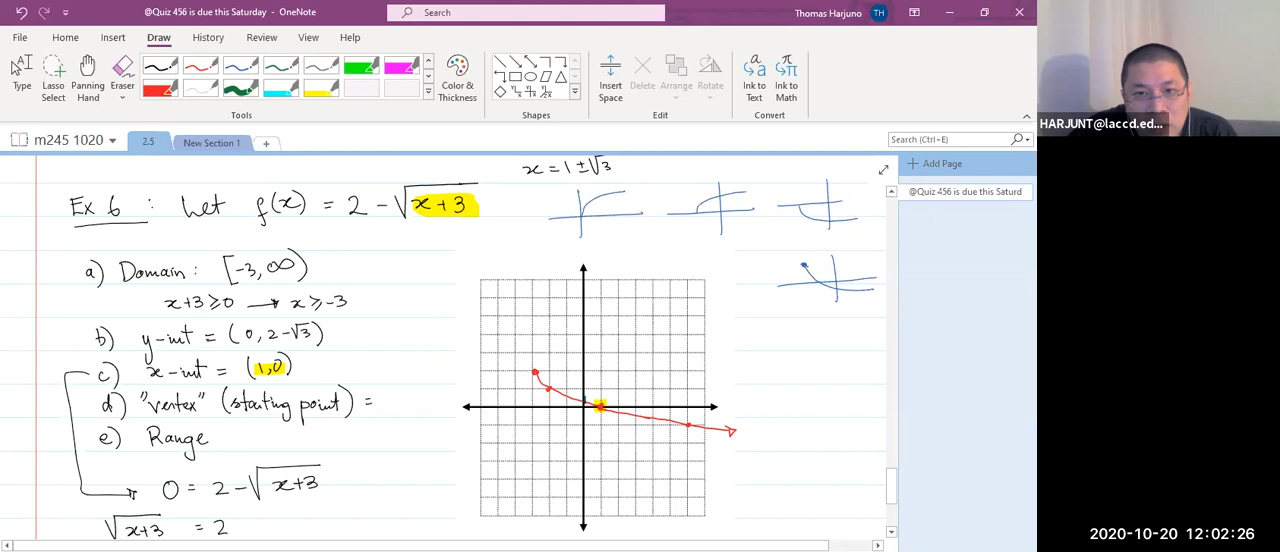 @Quiz 456 is due this Saturday - OneNote
Search
Thomas Harjuno
TH
File Home Insert Draw History Review View Help
Type
Lasso Select
Panning Hand
Eraser
Color & Thickness
Insert Space
Delete
Arrange
Rotate
Ink to Text
Ink to Math
Tools
Shapes
Edit
Convert
m245 1020
2.5
New Section 1
Search (Ctrl+E)
Add Page
@Quiz 456 is due this Saturd
HARJUNT@laccd.ed...
x = 1 ± √3
Ex 6 : Let f(x) = 2 - √(x+3)
a) Domain : [-3, ∞)
x+3 ≥ 0 → x ≥ -3
b) y-int = (0, 2-√3)
c) x-int = (1,0)
d) "vertex" (starting point) =
e) Range
0 = 2 - √(x+3)
√(x+3) = 2
2020-10-20 12:02:26